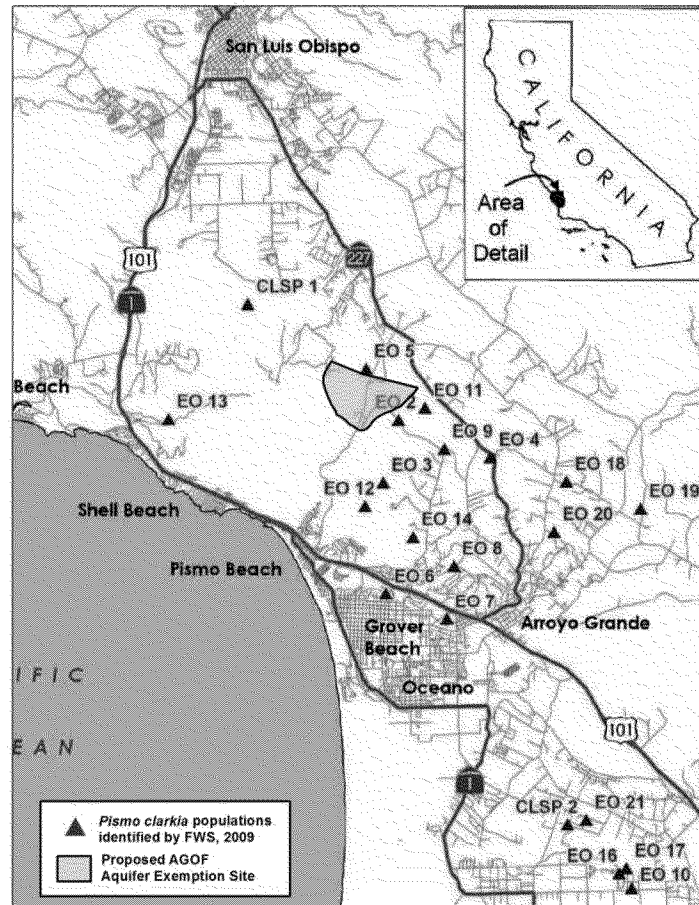 San Luis Obispo
CALIFORNIA
Area
of
Detail
101
1
227
CLSP 1
EO 5
EO 11
EO 2
Beach
EO 13
EO 9
EO 4
EO 3
EO 18
EO 19
EO 12
Shell Beach
EO 14
EO 20
EO 8
Pismo Beach
EO 6
EO 7
Grover
Beach
Arroyo Grande
IFIC
Oceano
EAN
101
1
CLSP 2
EO 21
EO 16
EO 17
EO 10
Pismo clarkia populations
identified by FWS, 2009
Proposed AGOF
Aquifer Exemption Site